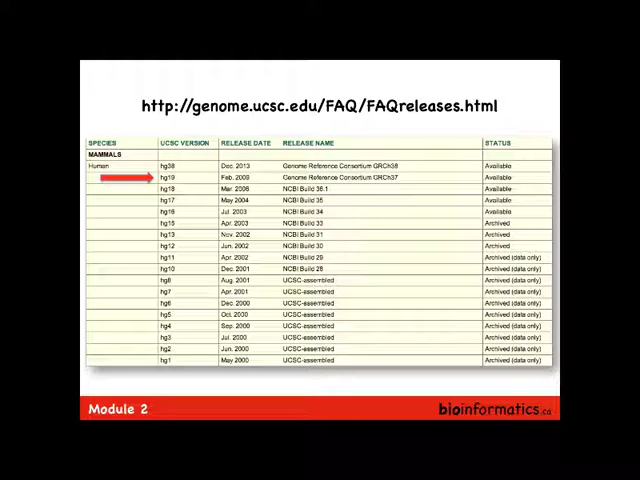 http://genome.ucsc.edu/FAQ/FAQreleases.html
SPECIES UCSC VERSION RELEASE DATE RELEASE NAME STATUS
MAMMALS
Human hg38 Dec. 2013 Genome Reference Consortium GRCh38 Available
hg19 Feb. 2009 Genome Reference Consortium GRCh37 Available
hg18 Mar. 2006 NCBI Build 36.1 Available
hg17 May 2004 NCBI Build 35 Available
hg16 Jul. 2003 NCBI Build 34 Available
hg15 Apr. 2003 NCBI Build 33 Archived
hg13 Nov. 2002 NCBI Build 31 Archived
hg12 Jun. 2002 NCBI Build 30 Archived
hg11 Apr. 2002 NCBI Build 29 Archived (data only)
hg10 Dec. 2001 NCBI Build 28 Archived (data only)
hg8 Aug. 2001 UCSC-assembled Archived (data only)
hg7 Apr. 2001 UCSC-assembled Archived (data only)
hg6 Dec. 2000 UCSC-assembled Archived (data only)
hg5 Oct. 2000 UCSC-assembled Archived (data only)
hg4 Sep. 2000 UCSC-assembled Archived (data only)
hg3 Jul. 2000 UCSC-assembled Archived (data only)
hg2 Jun. 2000 UCSC-assembled Archived (data only)
hg1 May 2000 UCSC-assembled Archived (data only)
Module 2 bioinformatics.ca